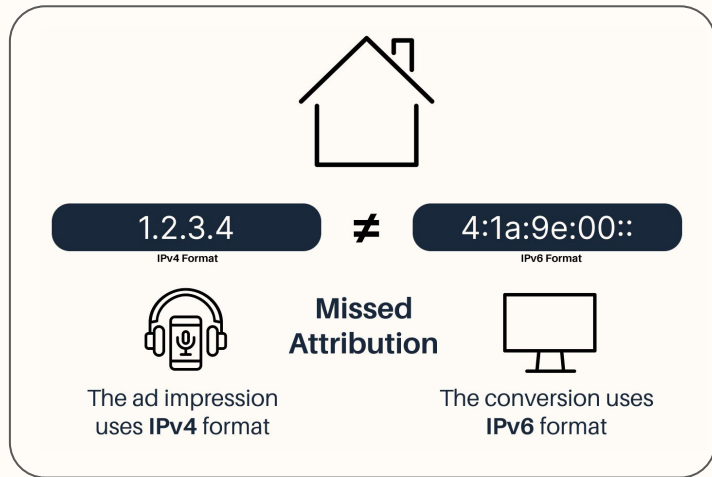 1.2.3.4 ≠ 4:1a:9e:00::
IPv4 Format
IPv6 Format
Missed
Attribution
The ad impression
uses IPv4 format
The conversion uses
IPv6 format